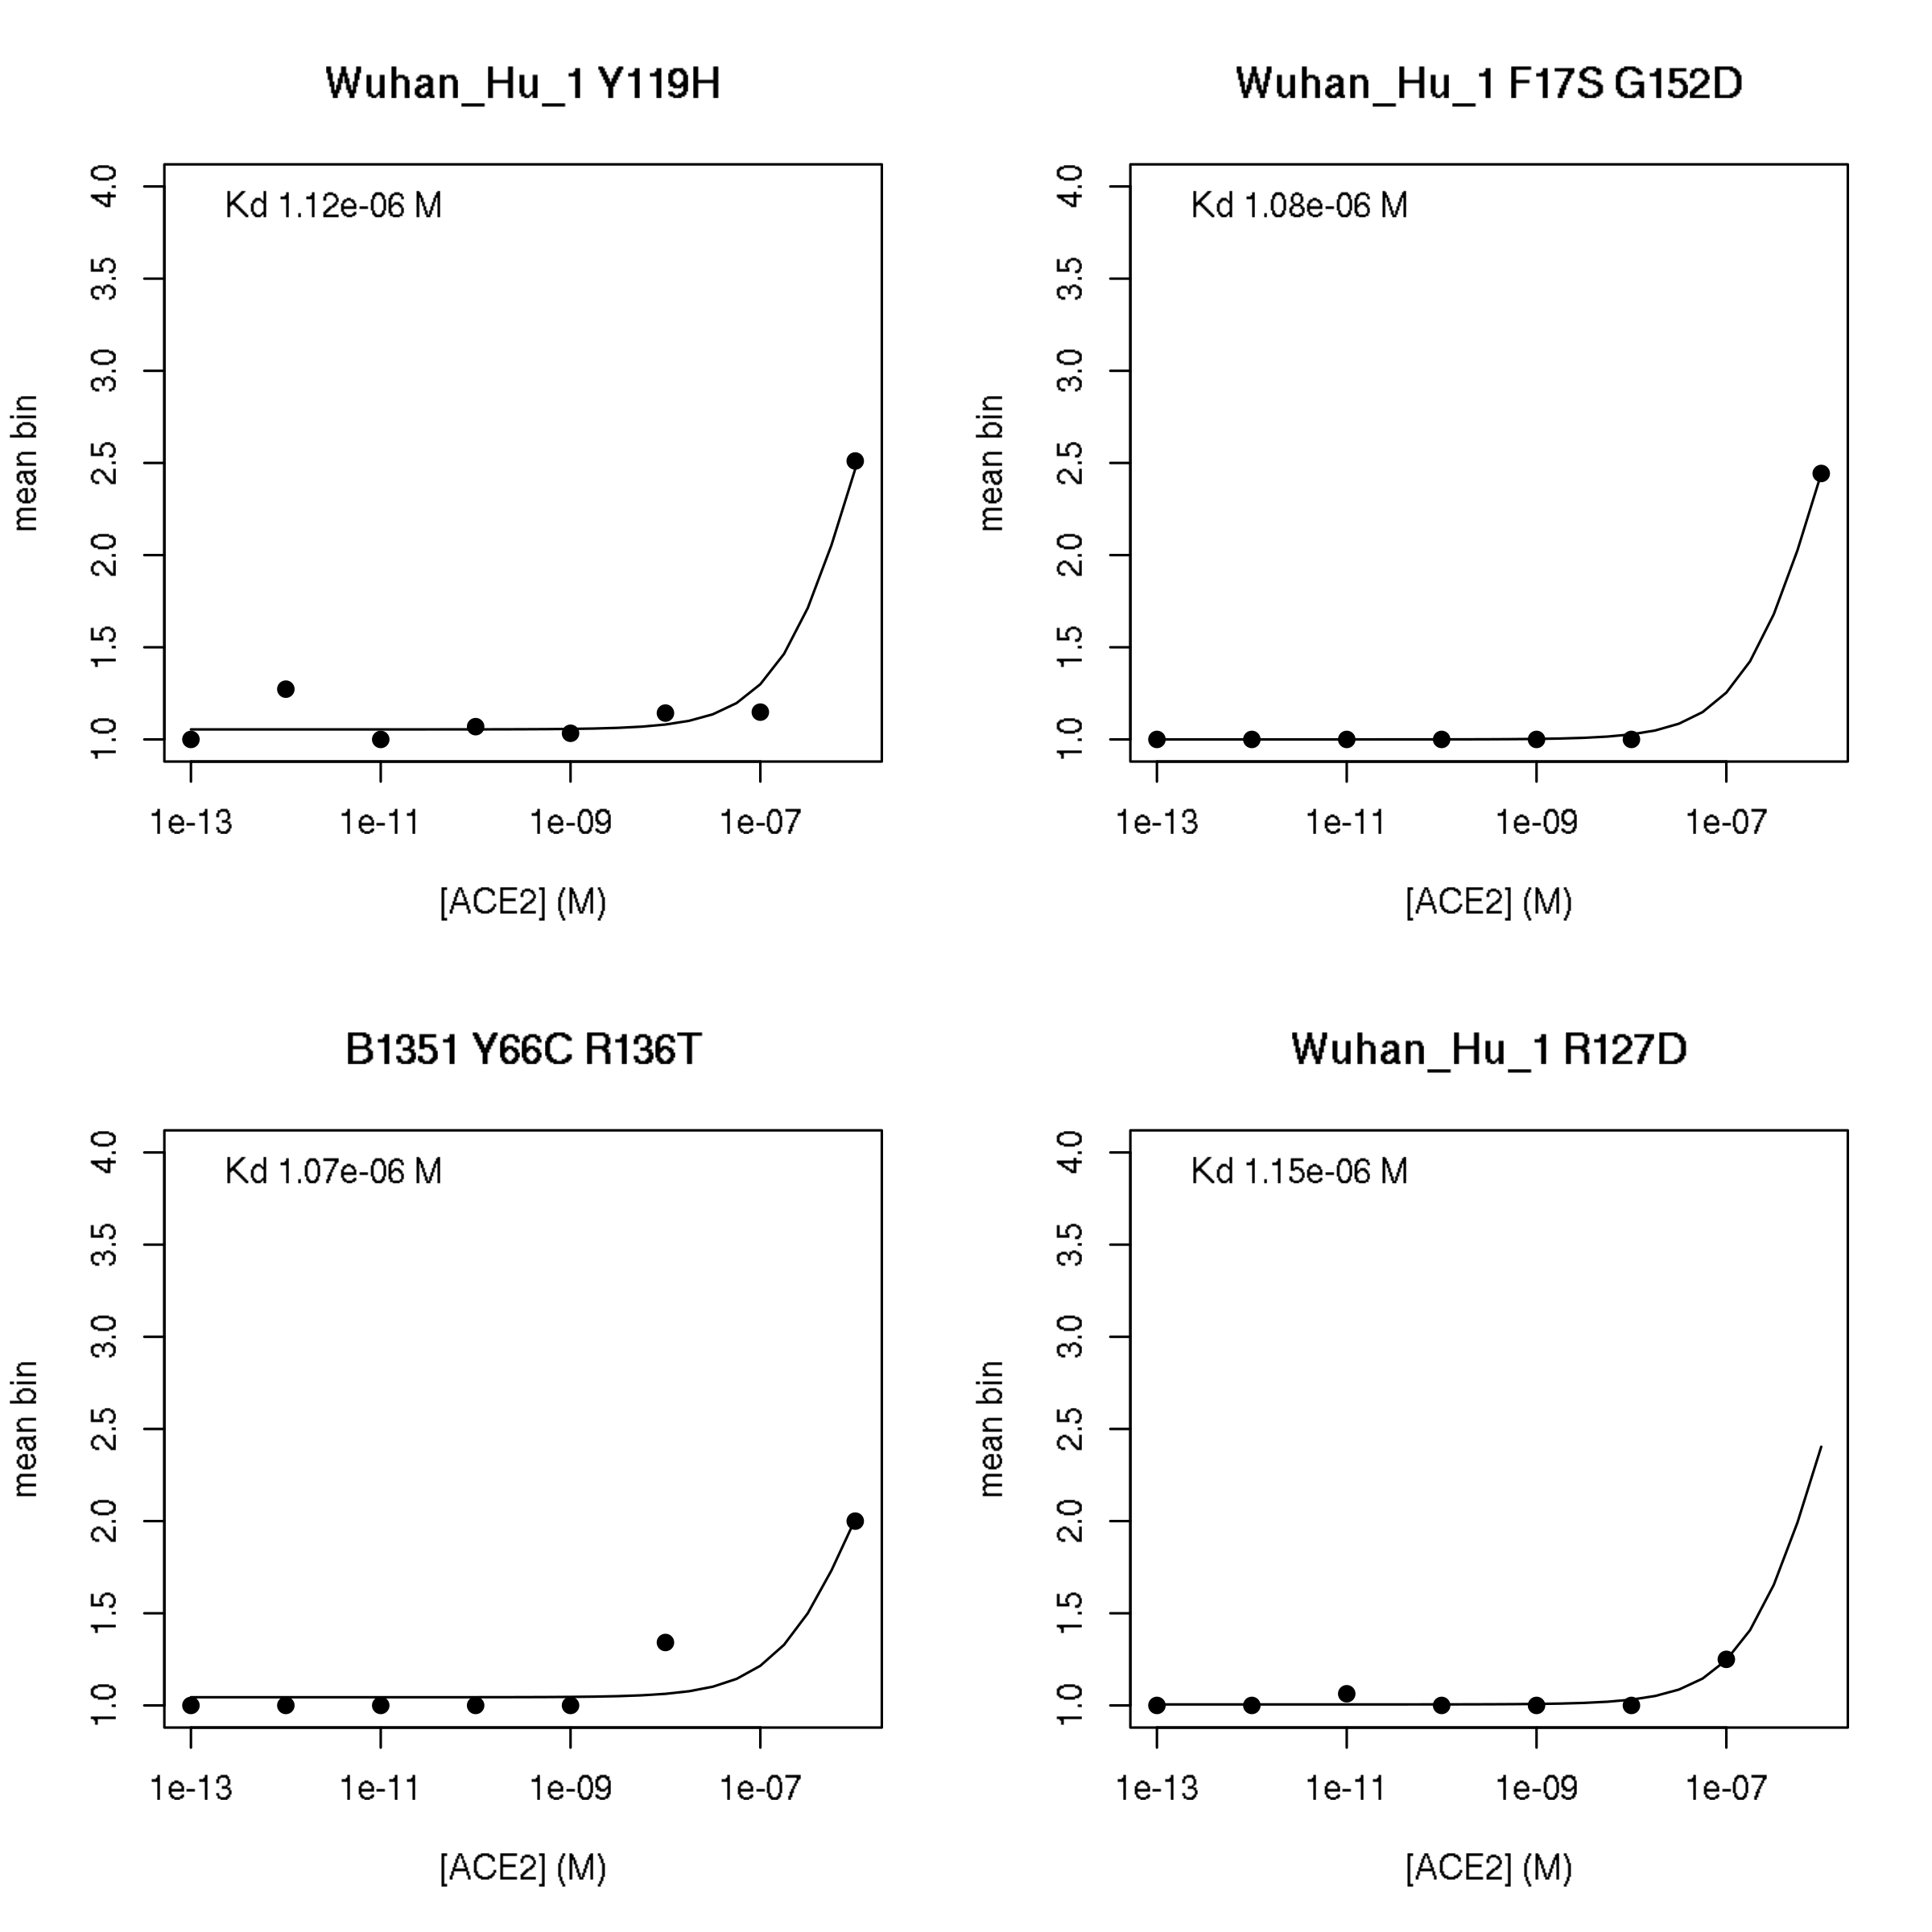 Wuhan_Hu_1 Y119H
Kd 1.12e-06 M
4.0
3.5
3.0
2.5
2.0
1.5
1.0
mean bin
1e-13 1e-11 1e-09 1e-07
[ACE2] (M)
Wuhan_Hu_1 F17S G152D
Kd 1.08e-06 M
4.0
3.5
3.0
2.5
2.0
1.5
1.0
mean bin
1e-13 1e-11 1e-09 1e-07
[ACE2] (M)
B1351 Y66C R136T
Kd 1.07e-06 M
4.0
3.5
3.0
2.5
2.0
1.5
1.0
mean bin
1e-13 1e-11 1e-09 1e-07
[ACE2] (M)
Wuhan_Hu_1 R127D
Kd 1.15e-06 M
4.0
3.5
3.0
2.5
2.0
1.5
1.0
mean bin
1e-13 1e-11 1e-09 1e-07
[ACE2] (M)